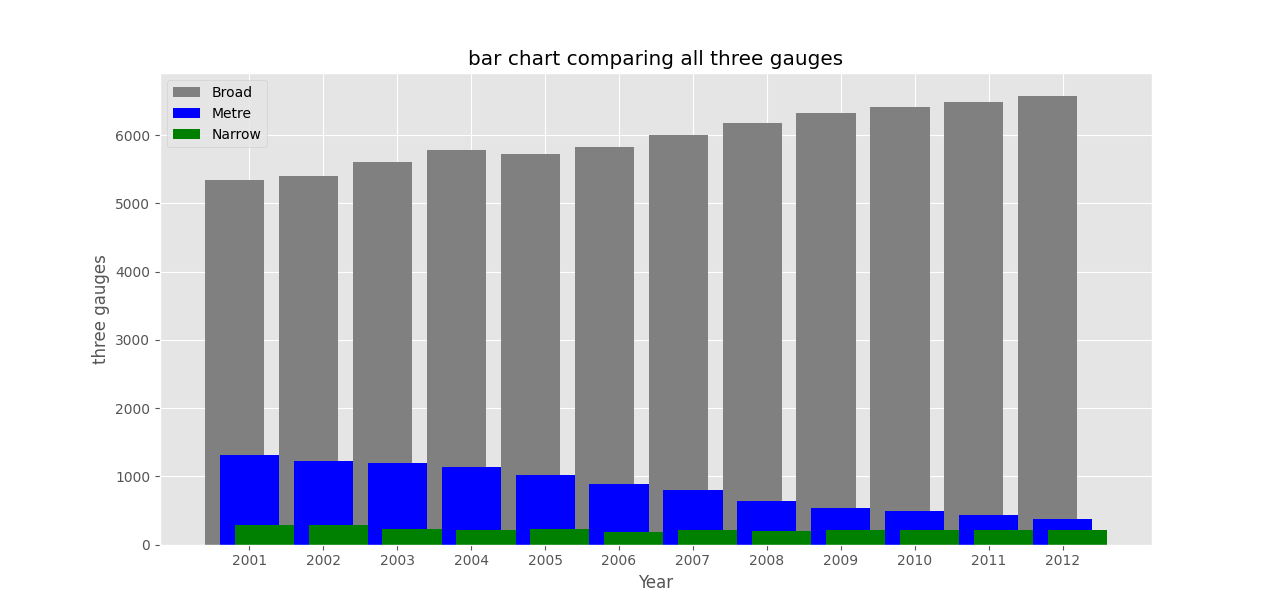 bar chart comparing all three gauges
Broad
Metre
Narrow
6000
5000
4000
3000
2000
1000
0
three gauges
2001 2002 2003 2004 2005 2006 2007 2008 2009 2010 2011 2012
Year